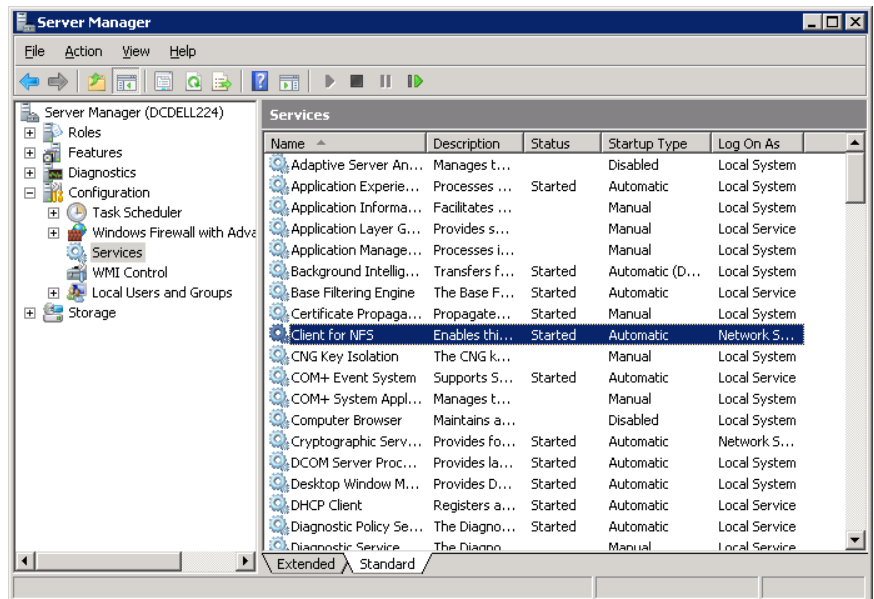 Server Manager
File Action View Help
Server Manager (DCDELL224)
Roles
Features
Diagnostics
Configuration
Task Scheduler
Windows Firewall with Adva
Services
WMI Control
Local Users and Groups
Storage
Services
Name Description Status Startup Type Log On As
Adaptive Server An... Manages t... Disabled Local System
Application Experie... Processes ... Started Automatic Local System
Application Informa... Facilitates ... Manual Local System
Application Layer G... Provides s... Manual Local Service
Application Manage... Processes i... Manual Local System
Background Intellig... Transfers f... Started Automatic (D... Local System
Base Filtering Engine The Base F... Started Automatic Local Service
Certificate Propaga... Propagate... Started Manual Local System
Client for NFS Enables thi... Started Automatic Network S...
CNG Key Isolation The CNG k... Manual Local System
COM+ Event System Supports S... Started Automatic Local Service
COM+ System Appl... Manages t... Manual Local System
Computer Browser Maintains a... Disabled Local System
Cryptographic Serv... Provides fo... Started Automatic Network S...
DCOM Server Proc... Provides la... Started Automatic Local System
Desktop Window M... Provides D... Started Automatic Local System
DHCP Client Registers a... Started Automatic Local Service
Diagnostic Policy Se... The Diagno... Started Automatic Local Service
Diagnostic Service The Diagno Manual Local Service
Extended Standard